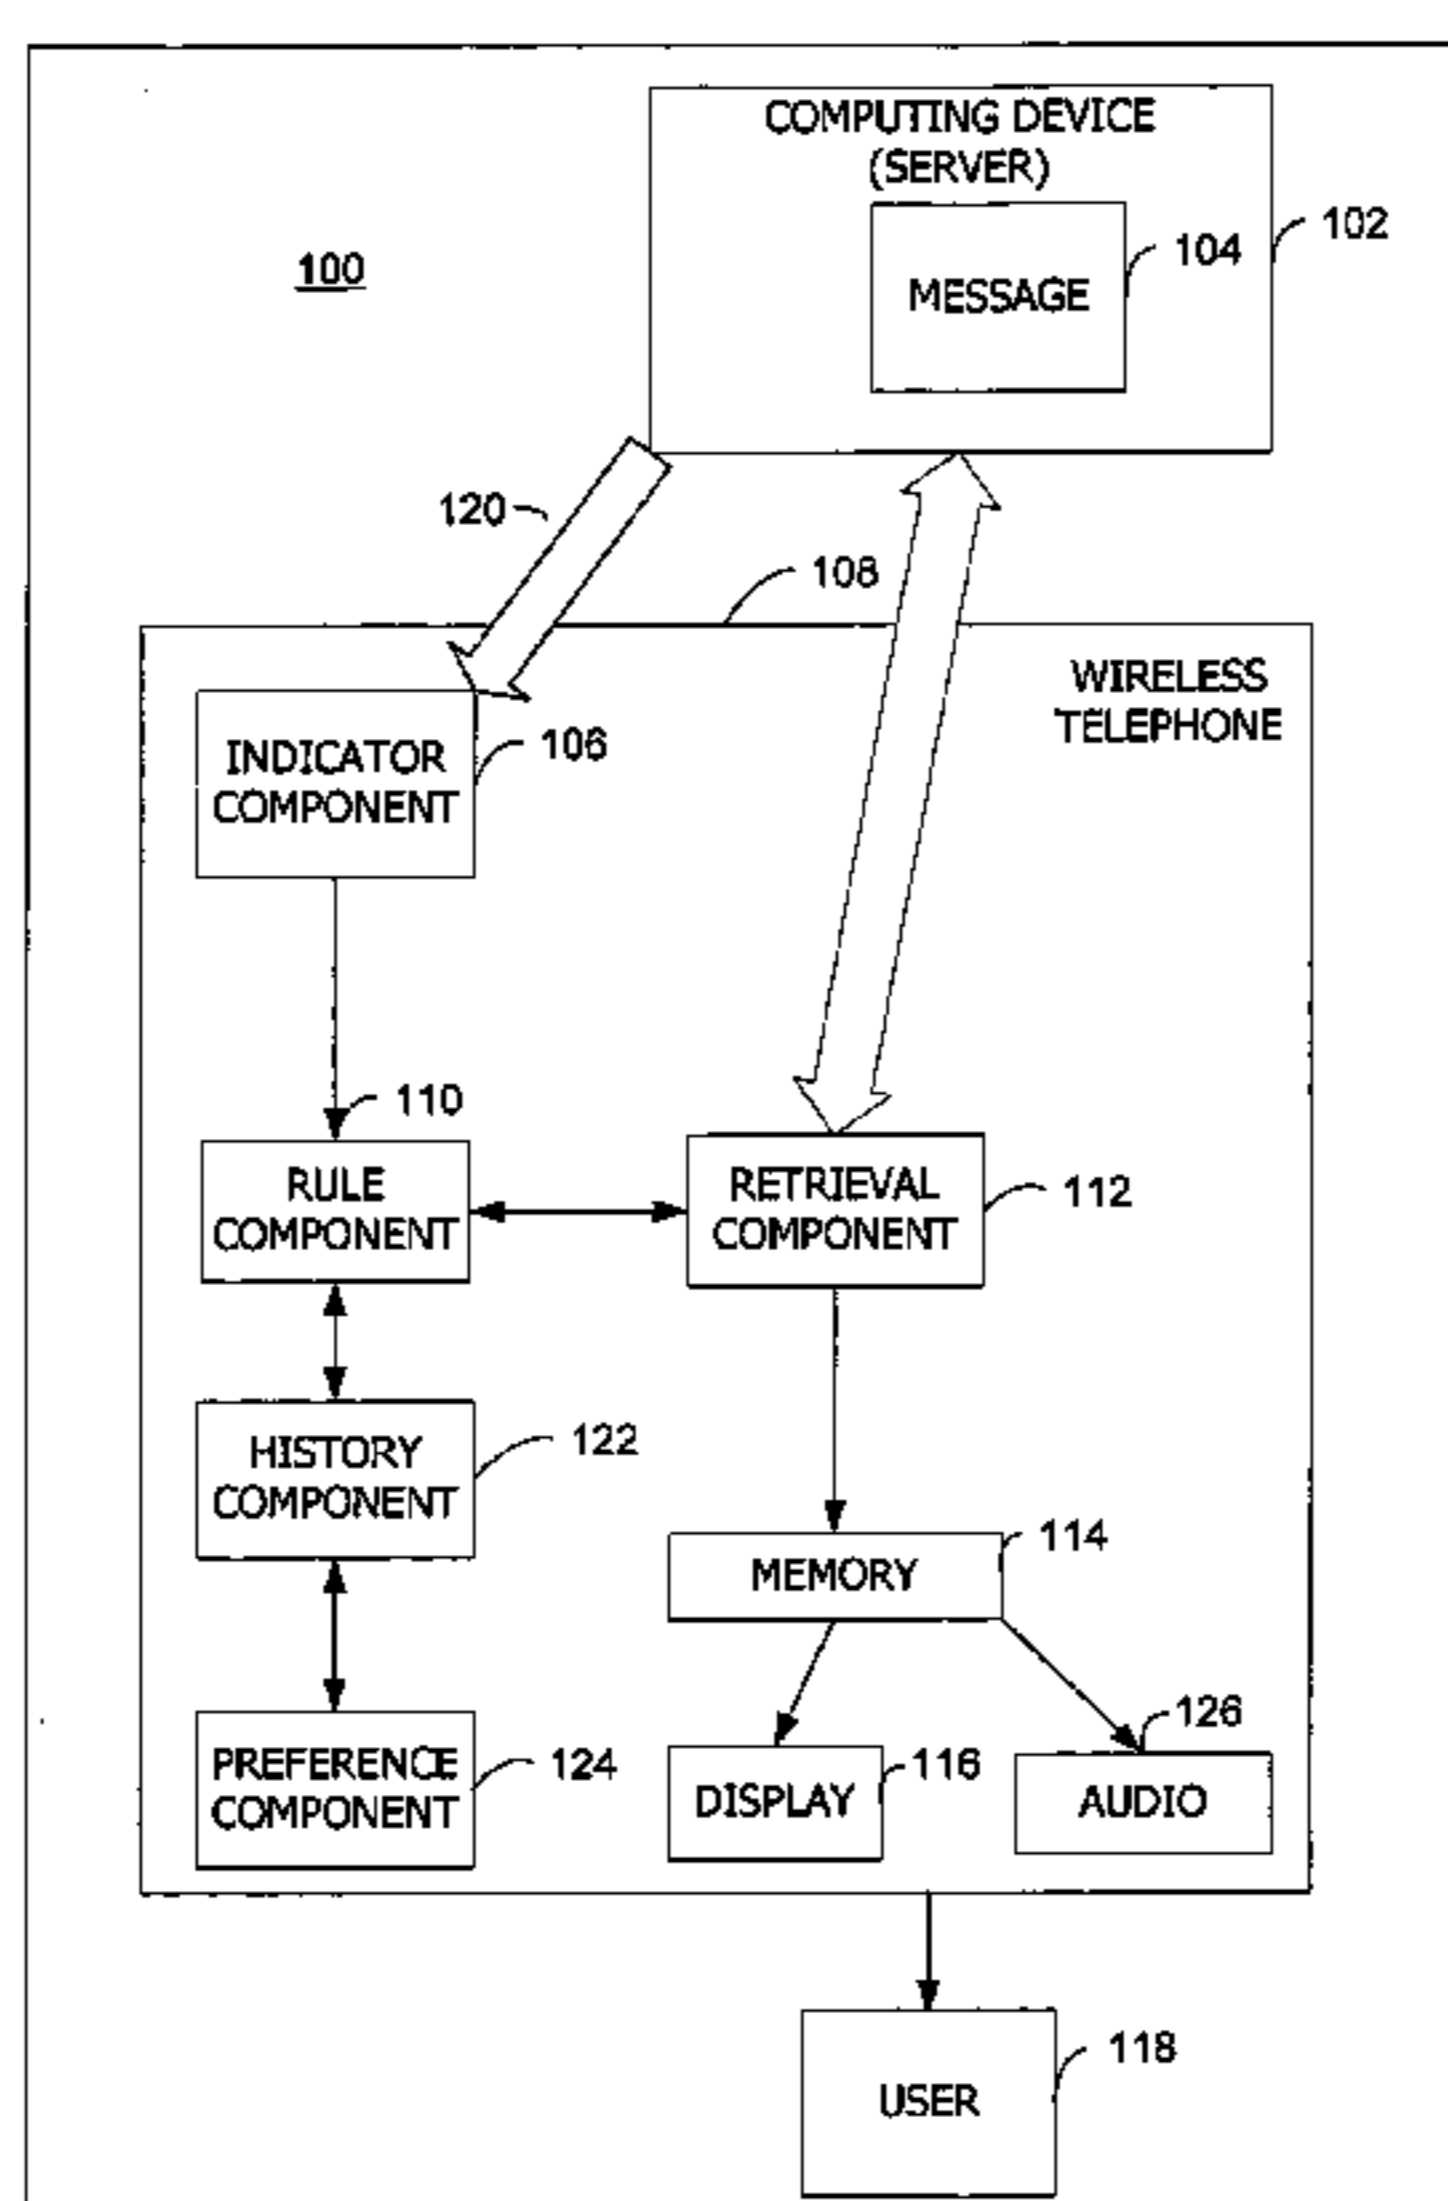 COMPUTING DEVICE
(SERVER)
102
104
100
MESSAGE
120
108
WIRELESS
TELEPHONE
106
INDICATOR
COMPONENT
110
RULE
COMPONENT
RETRIEVAL
COMPONENT
112
HISTORY
COMPONENT
122
114
MEMORY
126
PREFERENCE
COMPONENT
124
116
DISPLAY
AUDIO
118
USER